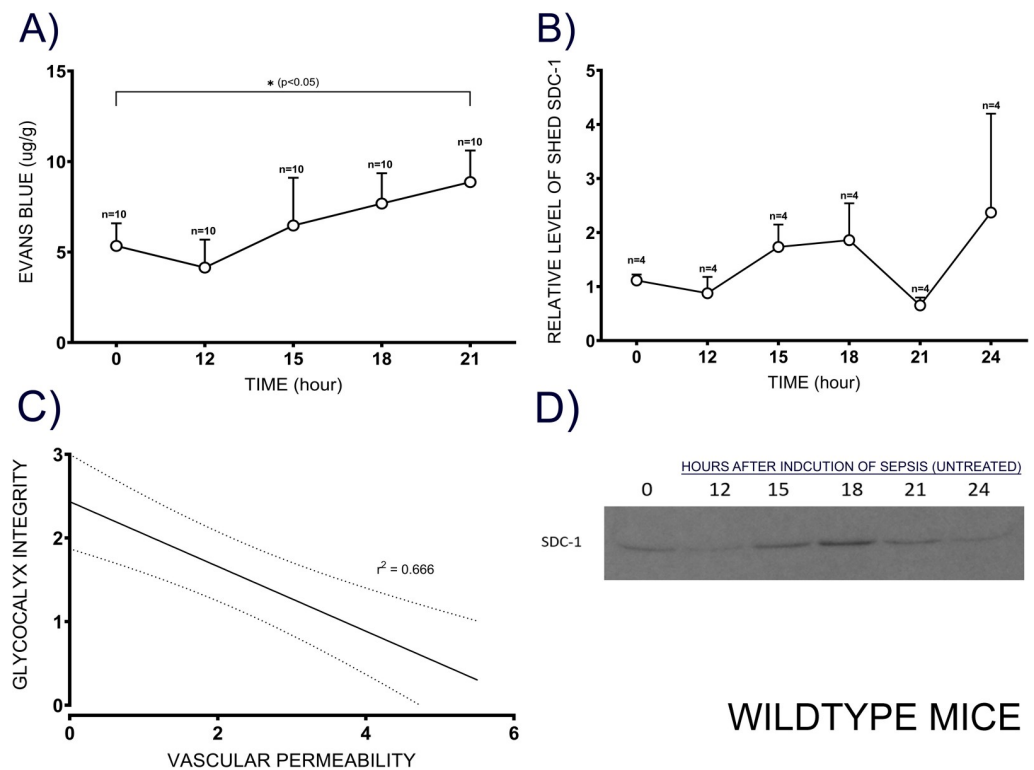 A)
EVANS BLUE (ug/g)
15
10
5
0
* (p<0.05)
n=10
n=10
n=10
n=10
n=10
0 12 15 18 21
TIME (hour)
B)
RELATIVE LEVEL OF SHED SDC-1
5
4
3
2
1
0
n=4
n=4
n=4
n=4
n=4
n=4
0 12 15 18 21 24
TIME (hour)
C)
GLYCOCALYX INTEGRITY
3
2
1
0
r² = 0.666
0 2 4 6
VASCULAR PERMEABILITY
D)
HOURS AFTER INDCUTION OF SEPSIS (UNTREATED)
0 12 15 18 21 24
SDC-1
WILDTYPE MICE